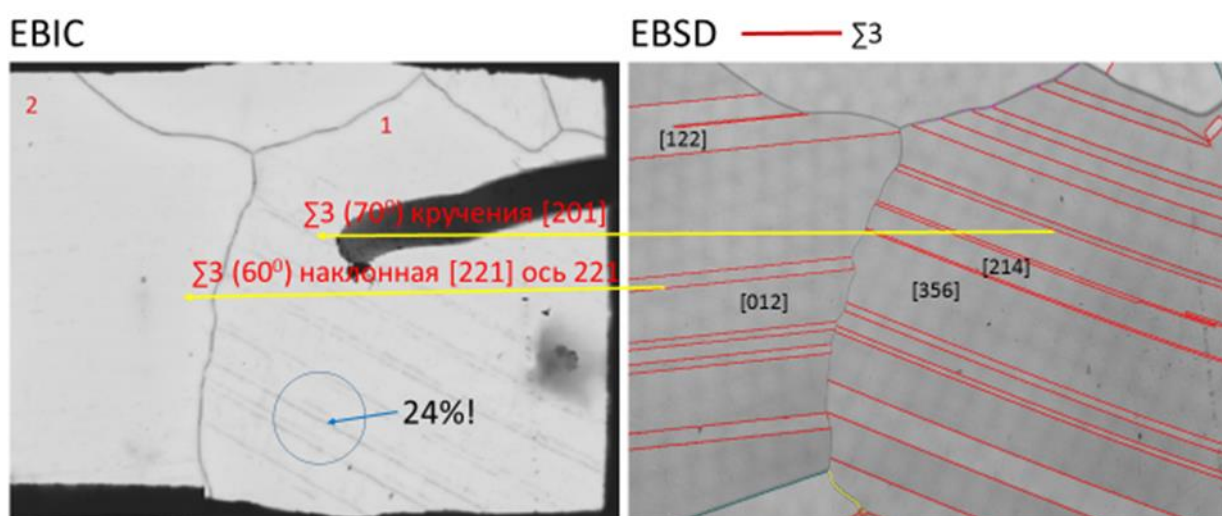 EBIC
EBSD
∑3
2
1
[122]
∑3 (70⁰) кручения [201]
∑3 (60⁰) наклонная [221] ось 221
[214]
[356]
[012]
24%!